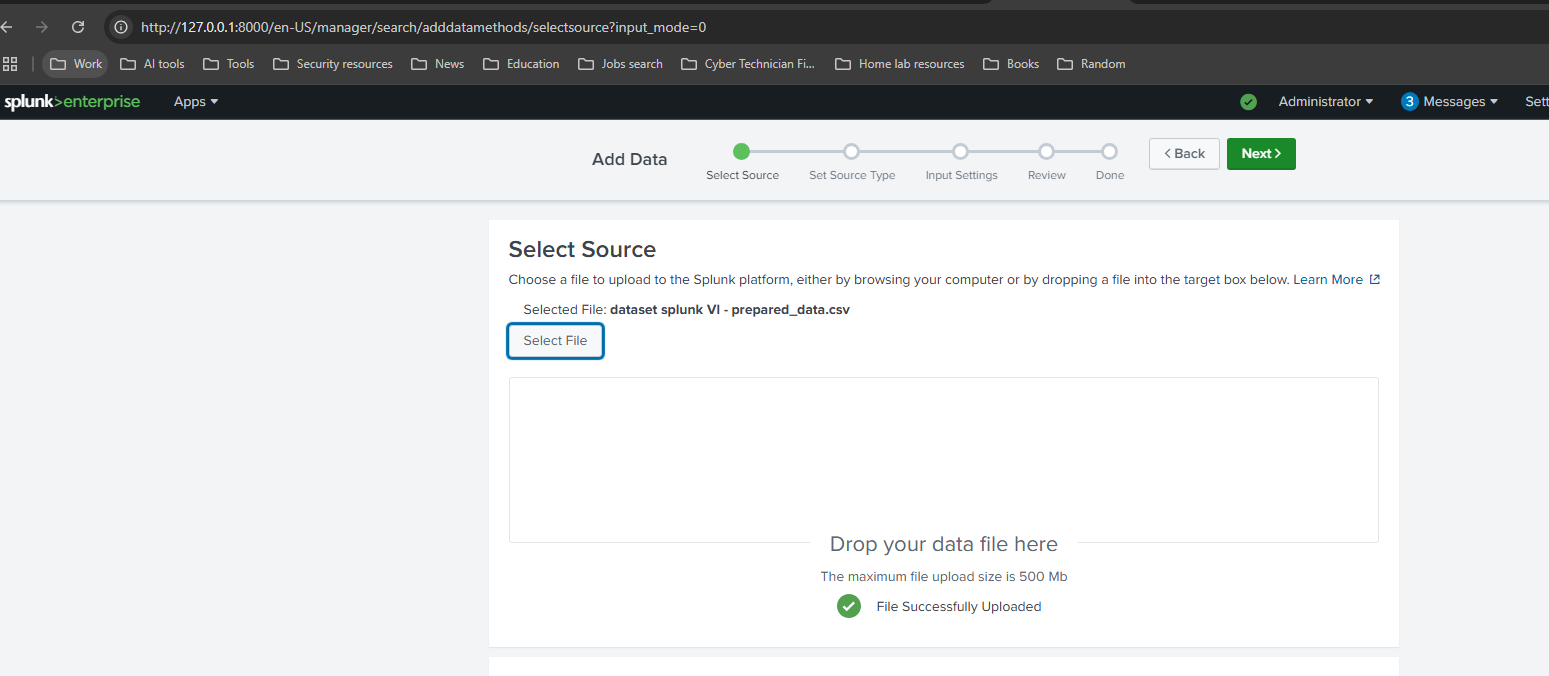 http://127.0.0.1:8000/en-US/manager/search/adddatamethods/selectsource?input_mode=0
Work AI tools Tools Security resources News Education Jobs search Cyber Technician Fi... Home lab resources Books Random
splunk>enterprise Apps Administrator 3 Messages Sett
Add Data
Select Source Set Source Type Input Settings Review Done
< Back Next >
Select Source
Choose a file to upload to the Splunk platform, either by browsing your computer or by dropping a file into the target box below. Learn More
Selected File: dataset splunk VI - prepared_data.csv
Select File
Drop your data file here
The maximum file upload size is 500 Mb
File Successfully Uploaded